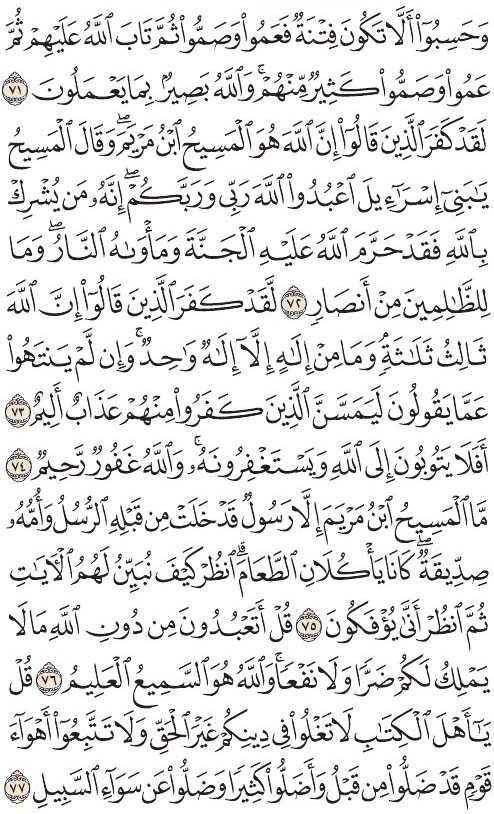 وَحَسِبُوٓا۟ أَلَّا تَكُونَ فِتْنَةٌ فَعَمُوا۟ وَصَمُّوا۟ ثُمَّ تَابَ ٱللَّهُ عَلَيْهِمْ ثُمَّ
عَمُوا۟ وَصَمُّوا۟ كَثِيرٌ مِّنْهُمْ ۚ وَٱللَّهُ بَصِيرٌۢ بِمَا يَعْمَلُونَ ٧١
لَقَدْ كَفَرَ ٱلَّذِينَ قَالُوٓا۟ إِنَّ ٱللَّهَ هُوَ ٱلْمَسِيحُ ٱبْنُ مَرْيَمَ ۖ وَقَالَ ٱلْمَسِيحُ
يَـٰبَنِىٓ إِسْرَٰٓءِيلَ ٱعْبُدُوا۟ ٱللَّهَ رَبِّى وَرَبَّكُمْ ۖ إِنَّهُۥ مَن يُشْرِكْ
بِٱللَّهِ فَقَدْ حَرَّمَ ٱللَّهُ عَلَيْهِ ٱلْجَنَّةَ وَمَأْوَىٰهُ ٱلنَّارُ ۖ وَمَا
لِلظَّـٰلِمِينَ مِنْ أَنصَارٍ ٧٢ لَّقَدْ كَفَرَ ٱلَّذِينَ قَالُوٓا۟ إِنَّ ٱللَّهَ
ثَالِثُ ثَلَـٰثَةٍ ۘ وَمَا مِنْ إِلَـٰهٍ إِلَّآ إِلَـٰهٌ وَٰحِدٌ ۚ وَإِن لَّمْ يَنتَهُوا۟
عَمَّا يَقُولُونَ لَيَمَسَّنَّ ٱلَّذِينَ كَفَرُوا۟ مِنْهُمْ عَذَابٌ أَلِيمٌ ٧٣
أَفَلَا يَتُوبُونَ إِلَى ٱللَّهِ وَيَسْتَغْفِرُونَهُۥ ۚ وَٱللَّهُ غَفُورٌ رَّحِيمٌ ٧٤
مَّا ٱلْمَسِيحُ ٱبْنُ مَرْيَمَ إِلَّا رَسُولٌ قَدْ خَلَتْ مِن قَبْلِهِ ٱلرُّسُلُ وَأُمُّهُۥ
صِدِّيقَةٌ ۖ كَانَا يَأْكُلَانِ ٱلطَّعَامَ ۗ ٱنظُرْ كَيْفَ نُبَيِّنُ لَهُمُ ٱلْـَٔايَـٰتِ
ثُمَّ ٱنظُرْ أَنَّىٰ يُؤْفَكُونَ ٧٥ قُلْ أَتَعْبُدُونَ مِن دُونِ ٱللَّهِ مَا لَا
يَمْلِكُ لَكُمْ ضَرًّا وَلَا نَفْعًا ۚ وَٱللَّهُ هُوَ ٱلسَّمِيعُ ٱلْعَلِيمُ ٧٦ قُلْ
يَـٰٓأَهْلَ ٱلْكِتَـٰبِ لَا تَغْلُوا۟ فِى دِينِكُمْ غَيْرَ ٱلْحَقِّ وَلَا تَتَّبِعُوٓا۟ أَهْوَآءَ
قَوْمٍ قَدْ ضَلُّوا۟ مِن قَبْلُ وَأَضَلُّوا۟ كَثِيرًا وَضَلُّوا۟ عَن سَوَآءِ ٱلسَّبِيلِ ٧٧